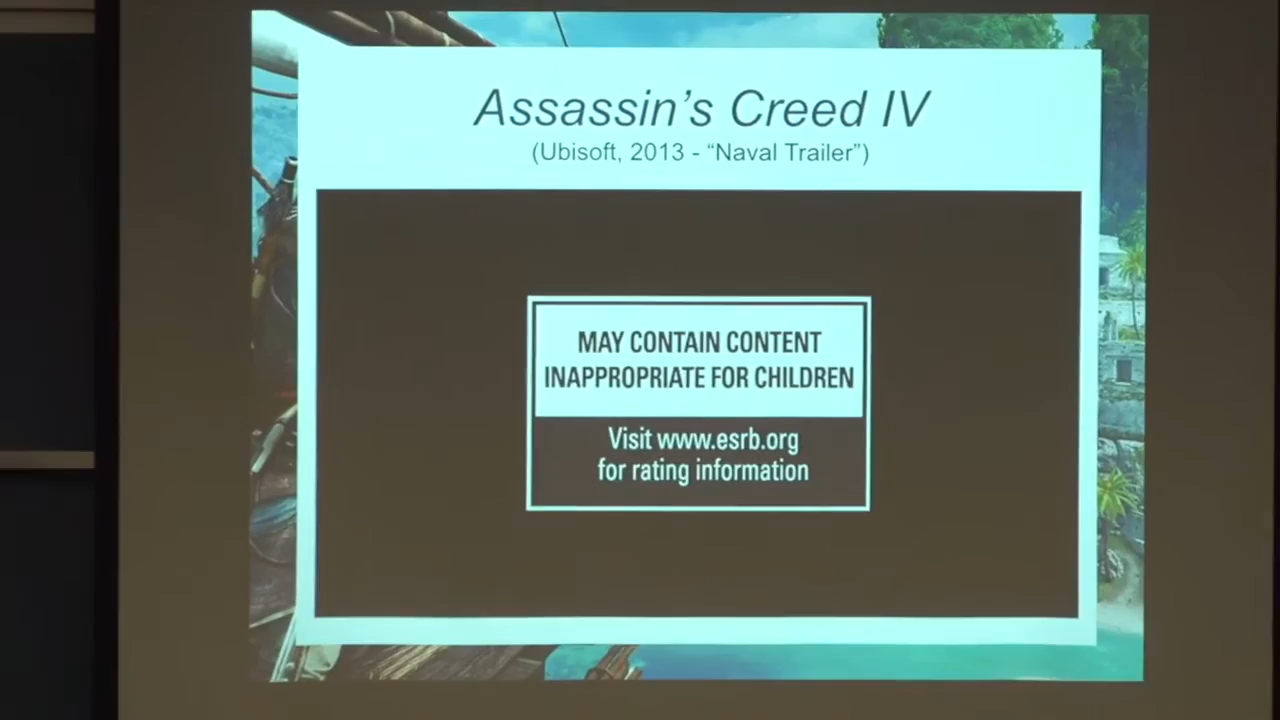 Assassin's Creed IV
(Ubisoft, 2013 - “Naval Trailer”)
MAY CONTAIN CONTENT
INAPPROPRIATE FOR CHILDREN
Visit www.esrb.org
for rating information